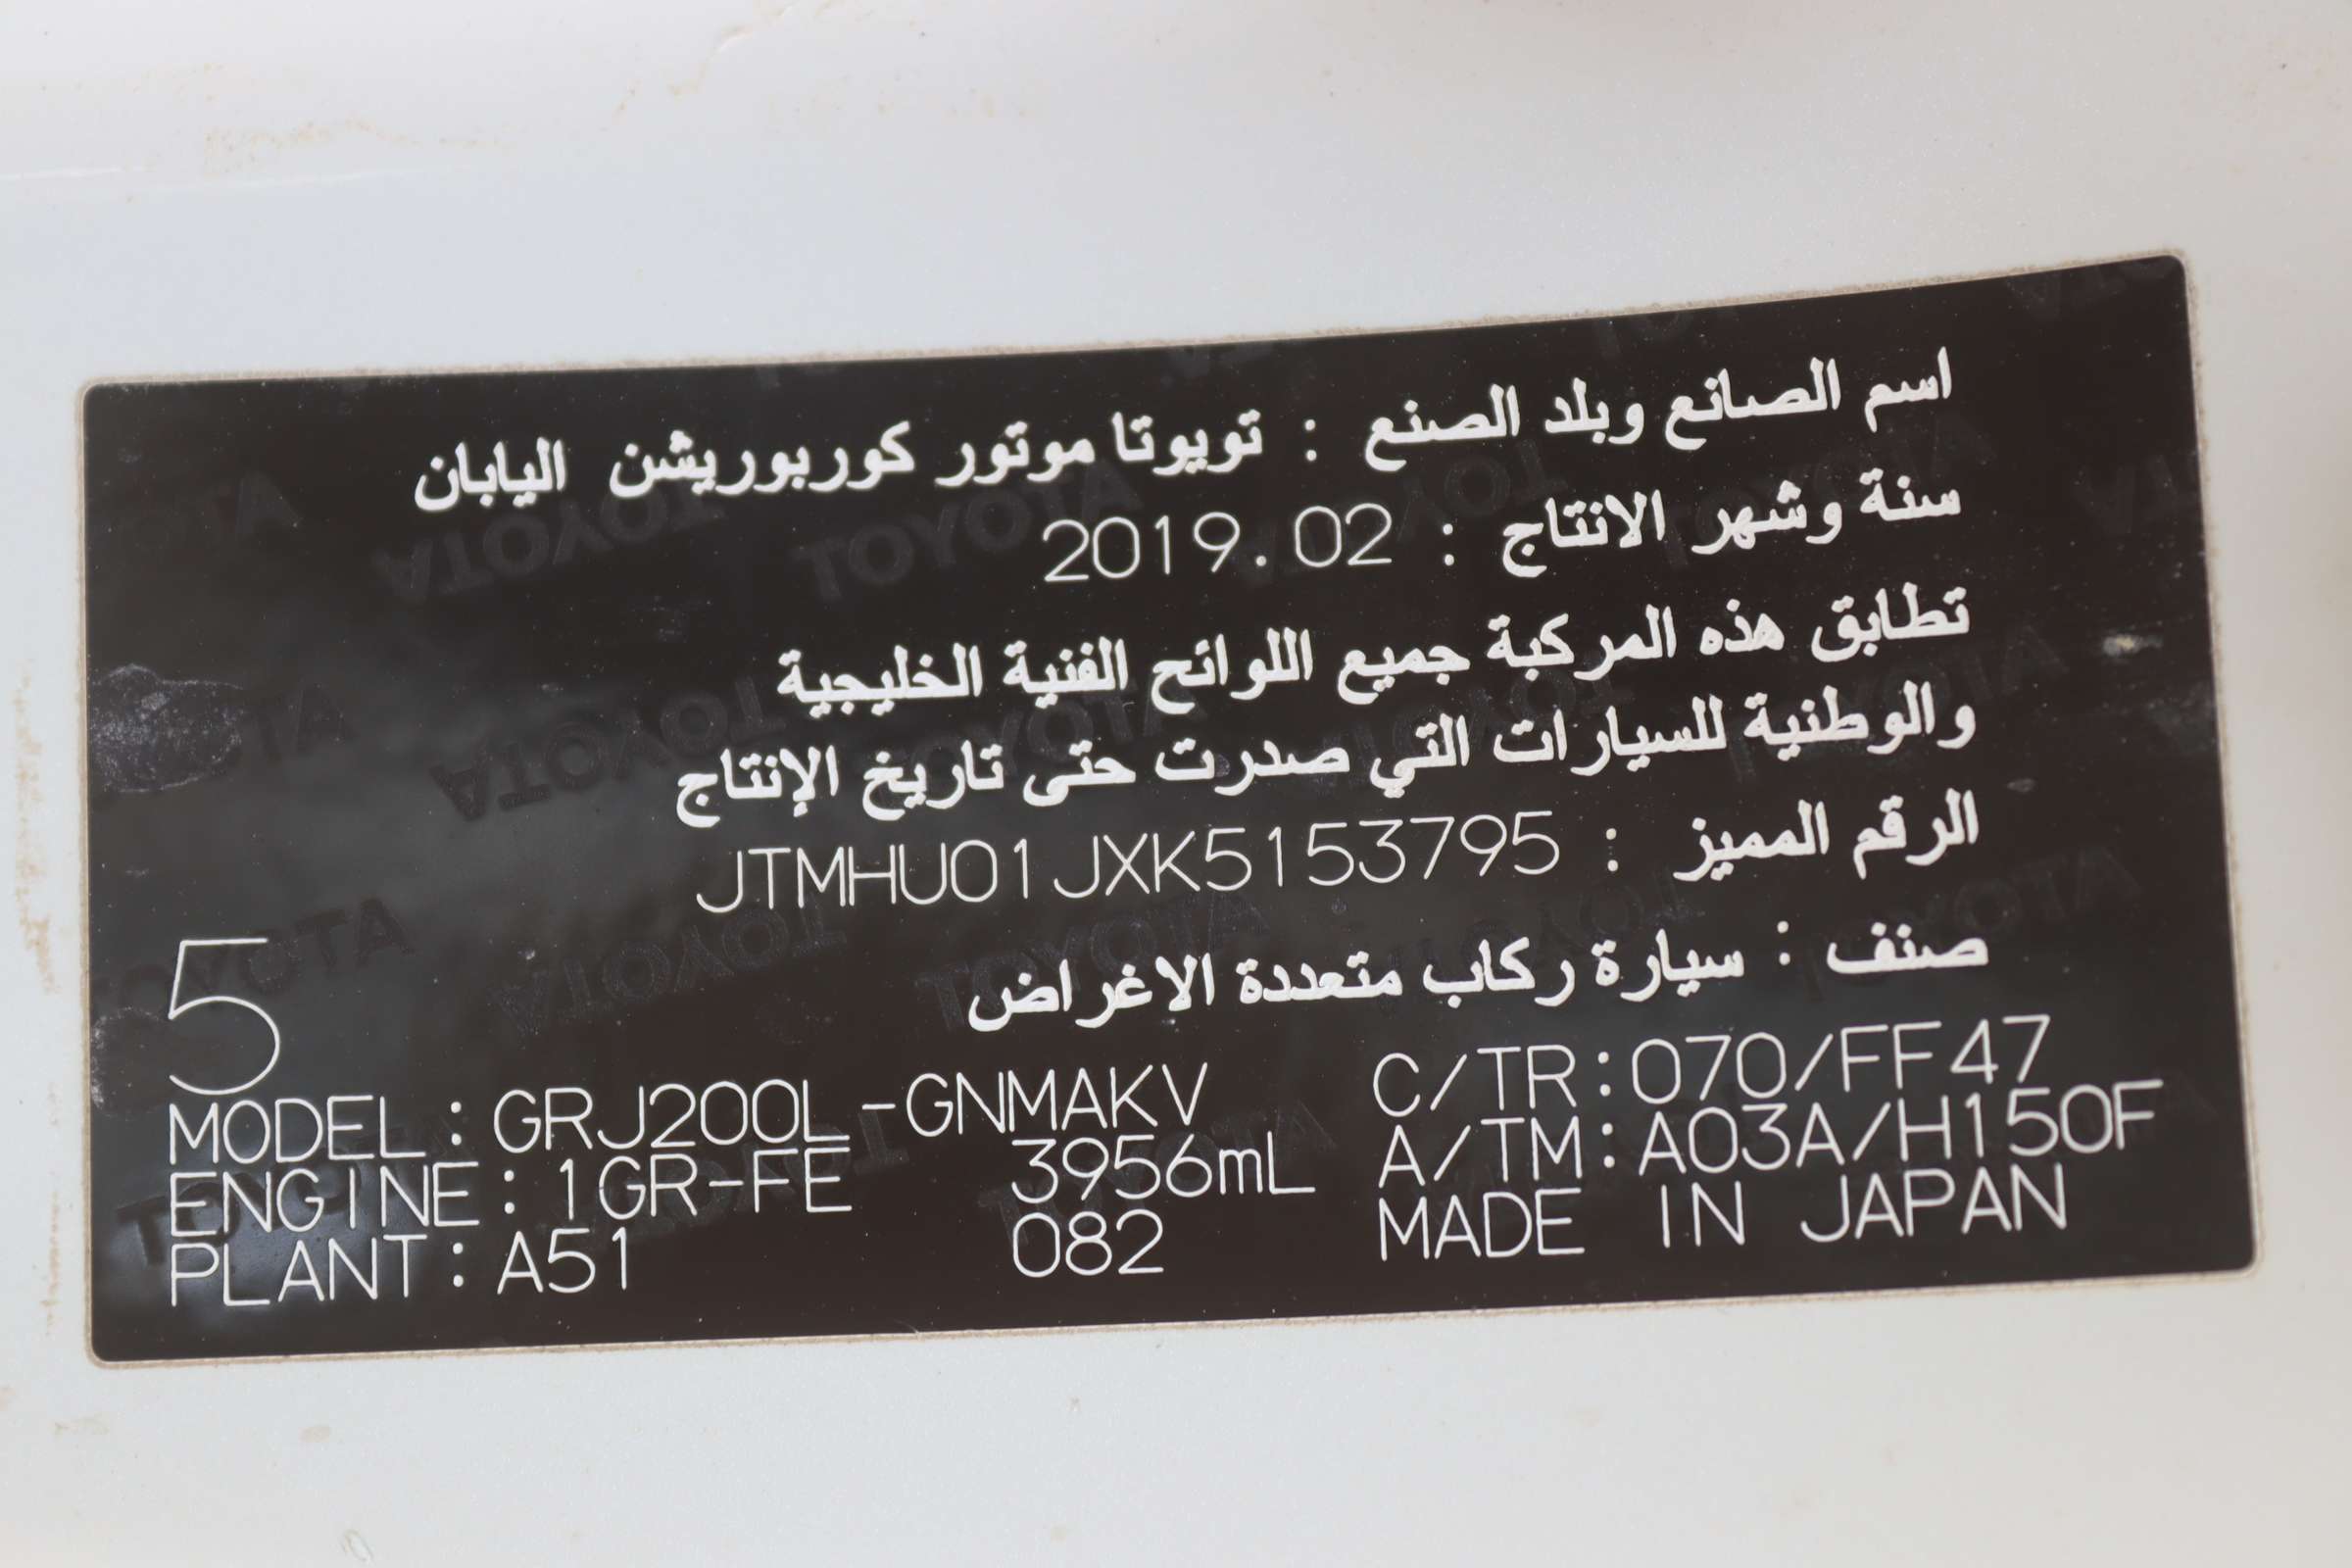 اسم الصانع وبلد الصنع : تويوتا موتور كوربوريشن اليابان
سنة وشهر الانتاج : 2019.02
تطابق هذه المركبة جميع اللوائح الفنية الخليجية
والوطنية للسيارات التي صدرت حتى تاريخ الإنتاج
الرقم المميز : JTMHU01JXK5153795
صنف : سيارة ركاب متعددة الاغراض
5
MODEL : GRJ200L-GNMAKV C/TR:070/FF47
ENGINE: 1GR-FE 3956mL A/TM:A03A/H150F
PLANT: A51 082 MADE IN JAPAN